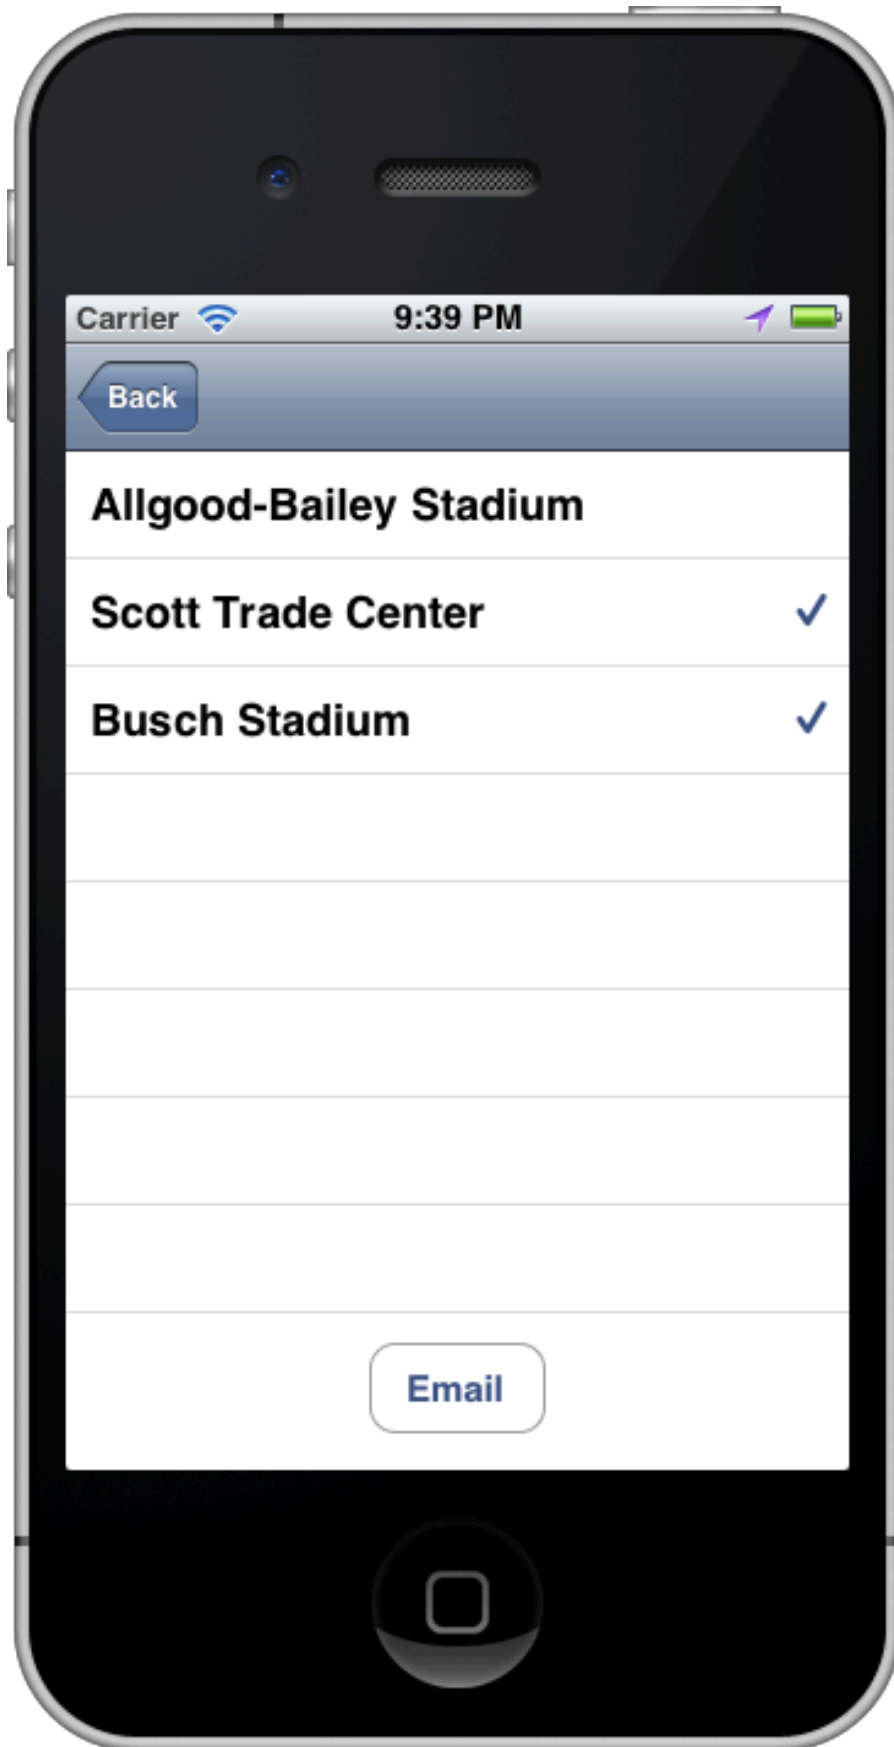 Carrier 9:39 PM
Back
Allgood-Bailey Stadium
Scott Trade Center
Busch Stadium
Email